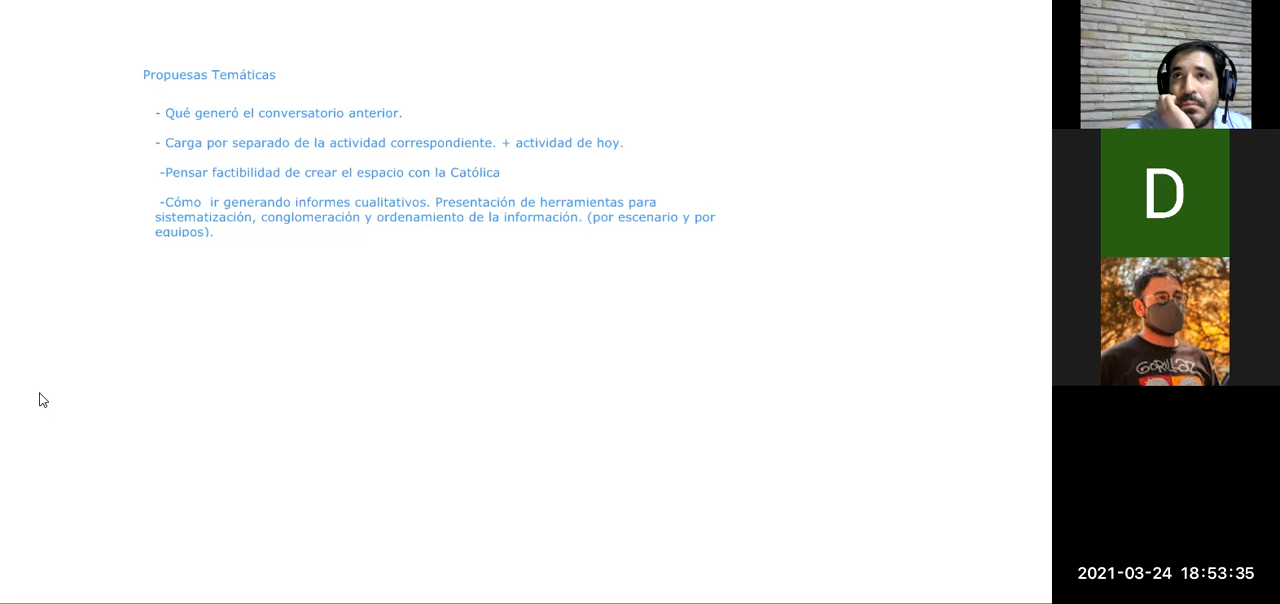 Propuesas Temáticas
- Qué generó el conversatorio anterior.
- Carga por separado de la actividad correspondiente. + actividad de hoy.
-Pensar factibilidad de crear el espacio con la Católica
-Cómo  ir generando informes cualitativos. Presentación de herramientas para
sistematización, conglomeración y ordenamiento de la información. (por escenario y por
equipos).
D
GORILLAZ
2021-03-24 18:53:35